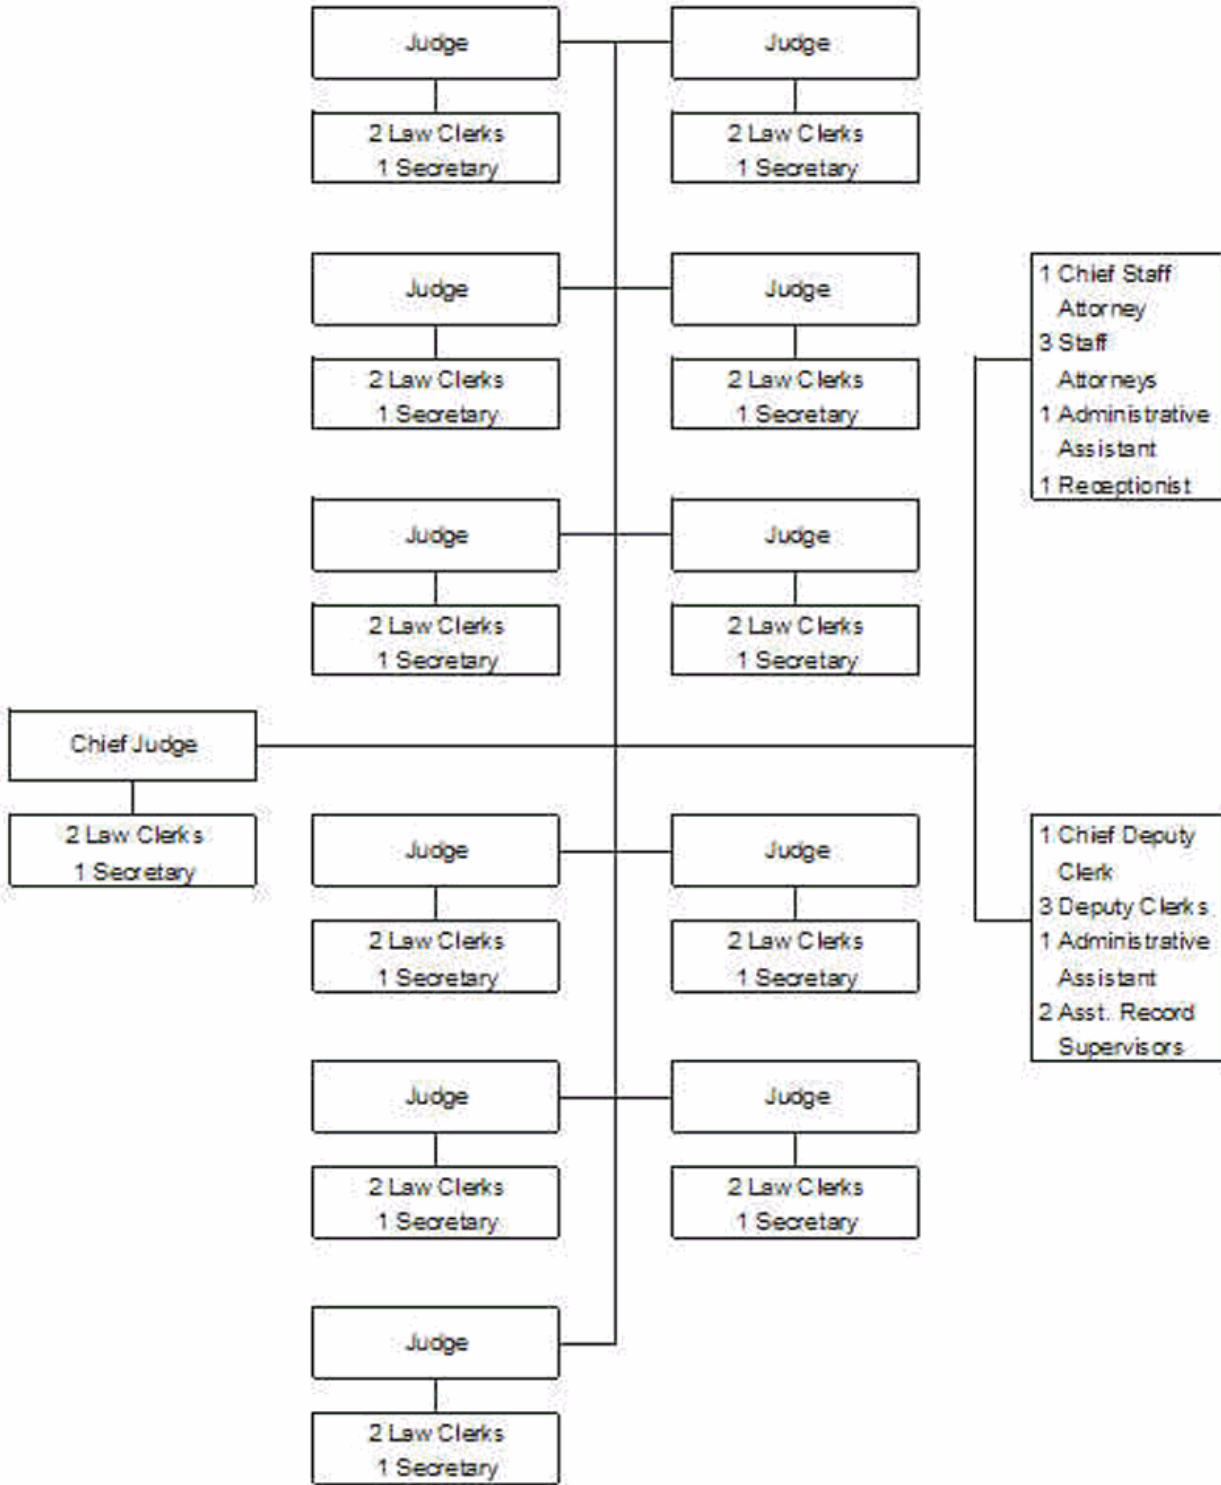 Judge
Judge
2 Law Clerks
1 Secretary
2 Law Clerks
1 Secretary
Judge
Judge
2 Law Clerks
1 Secretary
2 Law Clerks
1 Secretary
1 Chief Staff
Attorney
3 Staff
Attorneys
1 Administrative
Assistant
1 Receptionist
Judge
Judge
2 Law Clerks
1 Secretary
2 Law Clerks
1 Secretary
Chief Judge
2 Law Clerks
1 Secretary
Judge
Judge
2 Law Clerks
1 Secretary
2 Law Clerks
1 Secretary
1 Chief Deputy
Clerk
3 Deputy Clerks
1 Administrative
Assistant
2 Asst. Record
Supervisors
Judge
Judge
2 Law Clerks
1 Secretary
2 Law Clerks
1 Secretary
Judge
2 Law Clerks
1 Secretary